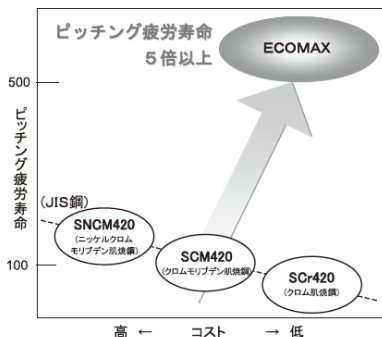 ピッチング疲労寿命
5倍以上
ECOMAX
500
ピッチング疲労寿命
(JIS鋼)
SNCM420
(ニッケルクロム
モリブデン肌焼鋼)
SCM420
(クロムモリブデン肌焼鋼)
SCr420
(クロム肌焼鋼)
100
高 ← コスト → 低